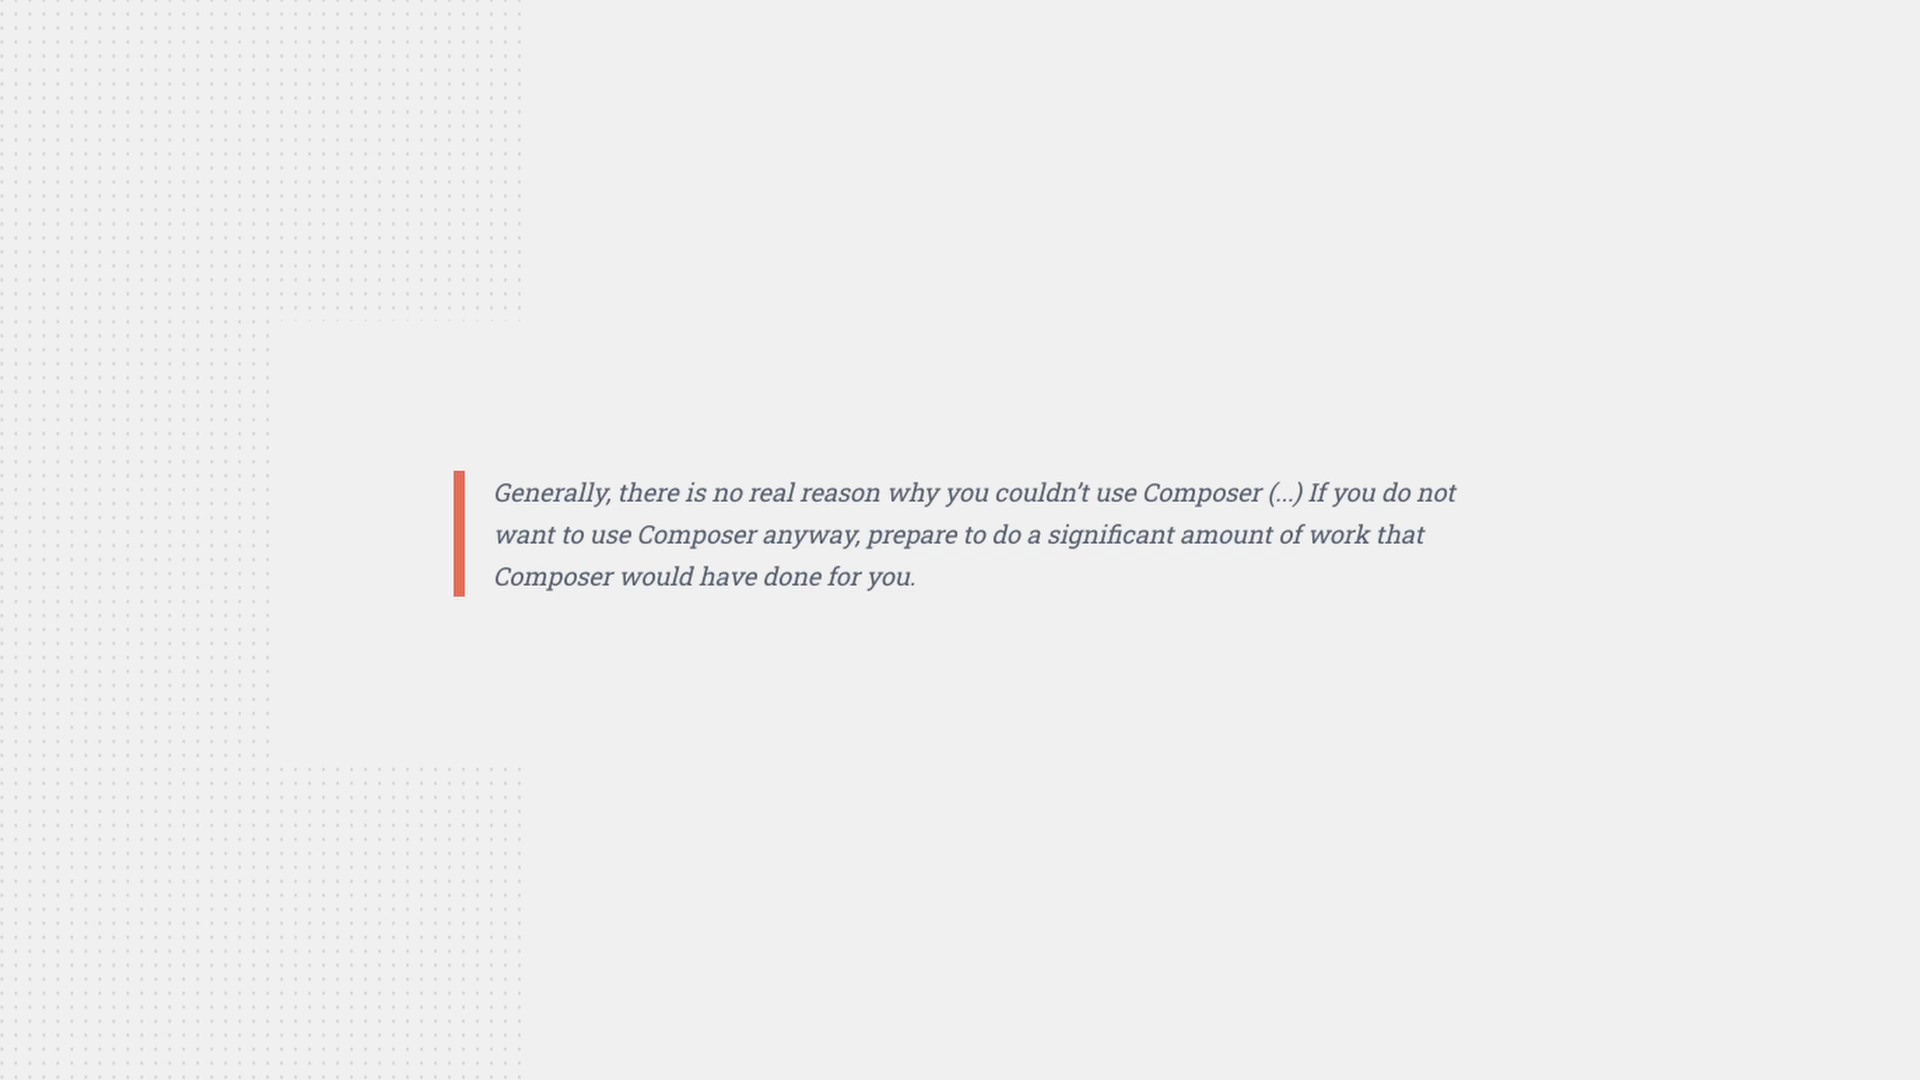 Generally, there is no real reason why you couldn’t use Composer (...) If you do not
want to use Composer anyway, prepare to do a significant amount of work that
Composer would have done for you.